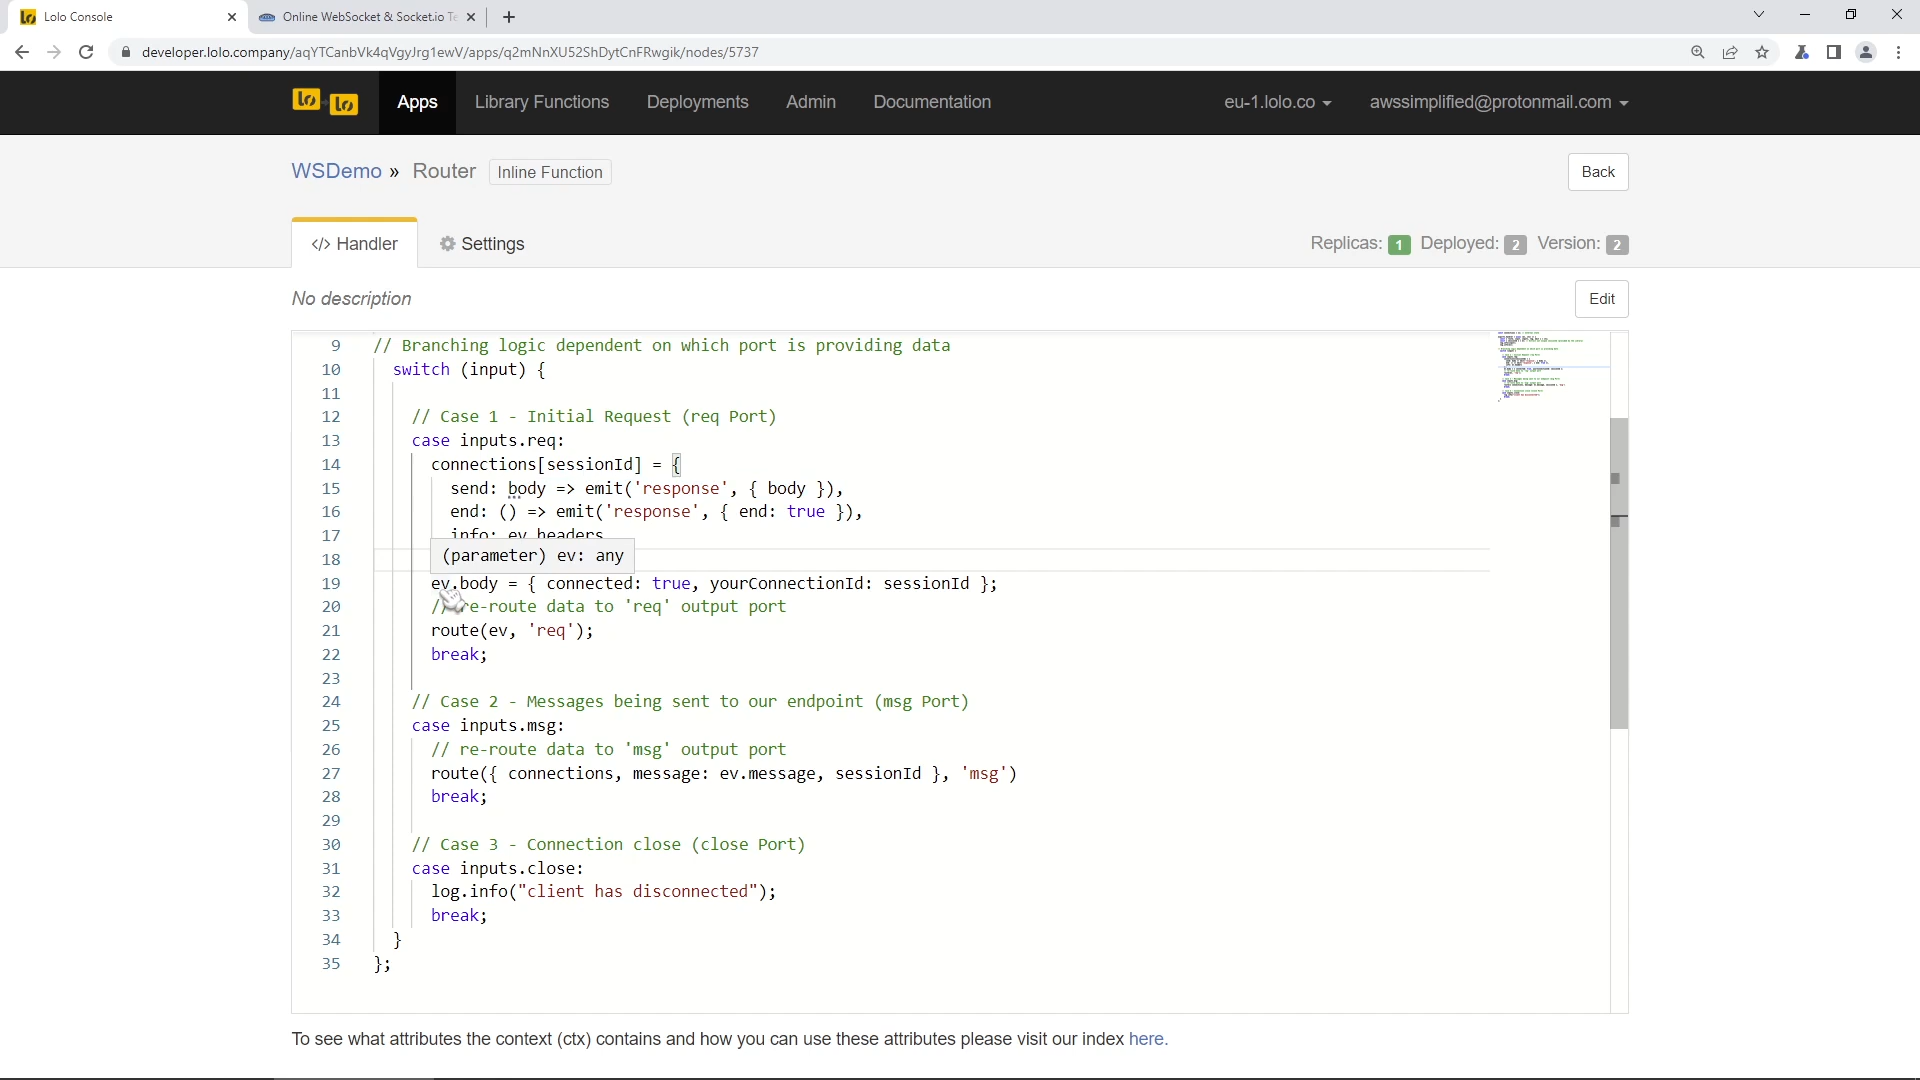 Lolo Console
Online WebSocket & Socket.io Te
developer.lolo.company/aqYTCanbVk4qVgyJrg1ewV/apps/q2mNnXU52ShDytCnFRwgik/nodes/5737
lo lo Apps Library Functions Deployments Admin Documentation eu-1.lolo.co awssimplified@protonmail.com
WSDemo » Router Inline Function Back
</> Handler Settings Replicas: 1 Deployed: 2 Version: 2
No description Edit
9 // Branching logic dependent on which port is providing data
10 switch (input) {
11
12 // Case 1 - Initial Request (req Port)
13 case inputs.req:
14 connections[sessionId] = {
15 send: body => emit('response', { body }),
16 end: () => emit('response', { end: true }),
17 info: ev.headers
18 (parameter) ev: any
19 ev.body = { connected: true, yourConnectionId: sessionId };
20 // re-route data to 'req' output port
21 route(ev, 'req');
22 break;
23
24 // Case 2 - Messages being sent to our endpoint (msg Port)
25 case inputs.msg:
26 // re-route data to 'msg' output port
27 route({ connections, message: ev.message, sessionId }, 'msg')
28 break;
29
30 // Case 3 - Connection close (close Port)
31 case inputs.close:
32 log.info("client has disconnected");
33 break;
34 }
35 };
To see what attributes the context (ctx) contains and how you can use these attributes please visit our index here.